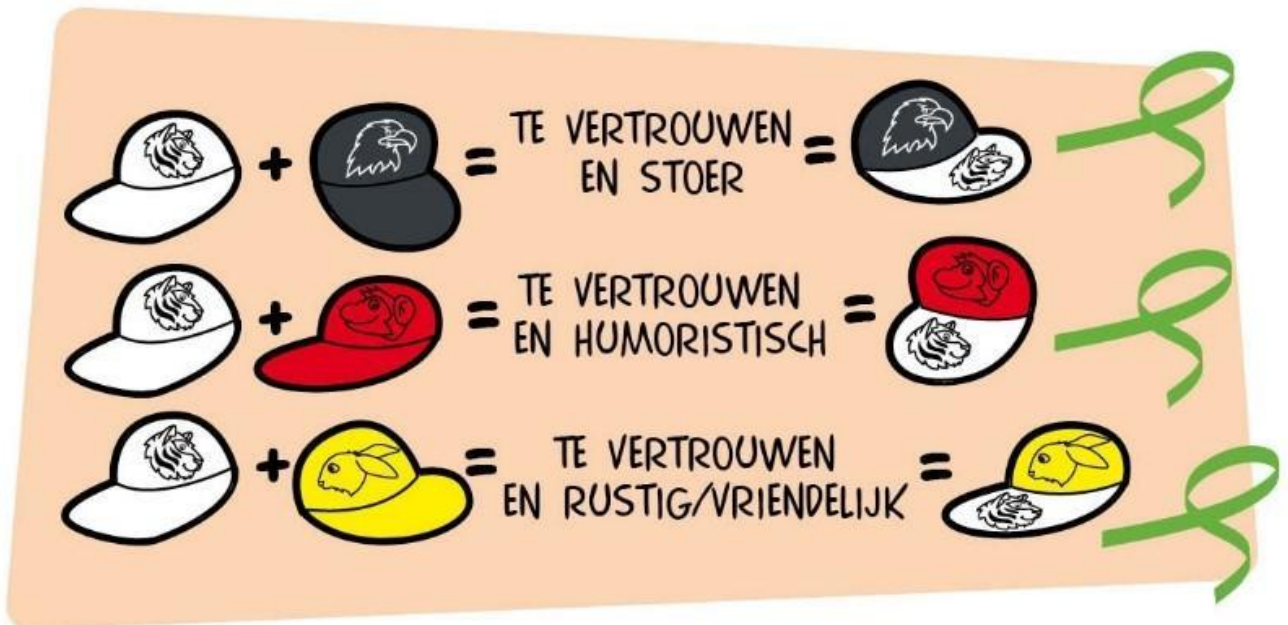 + = TE VERTROUWEN =
EN STOER
+ = TE VERTROUWEN =
EN HUMORISTISCH
+ = TE VERTROUWEN =
EN RUSTIG/VRIENDELIJK